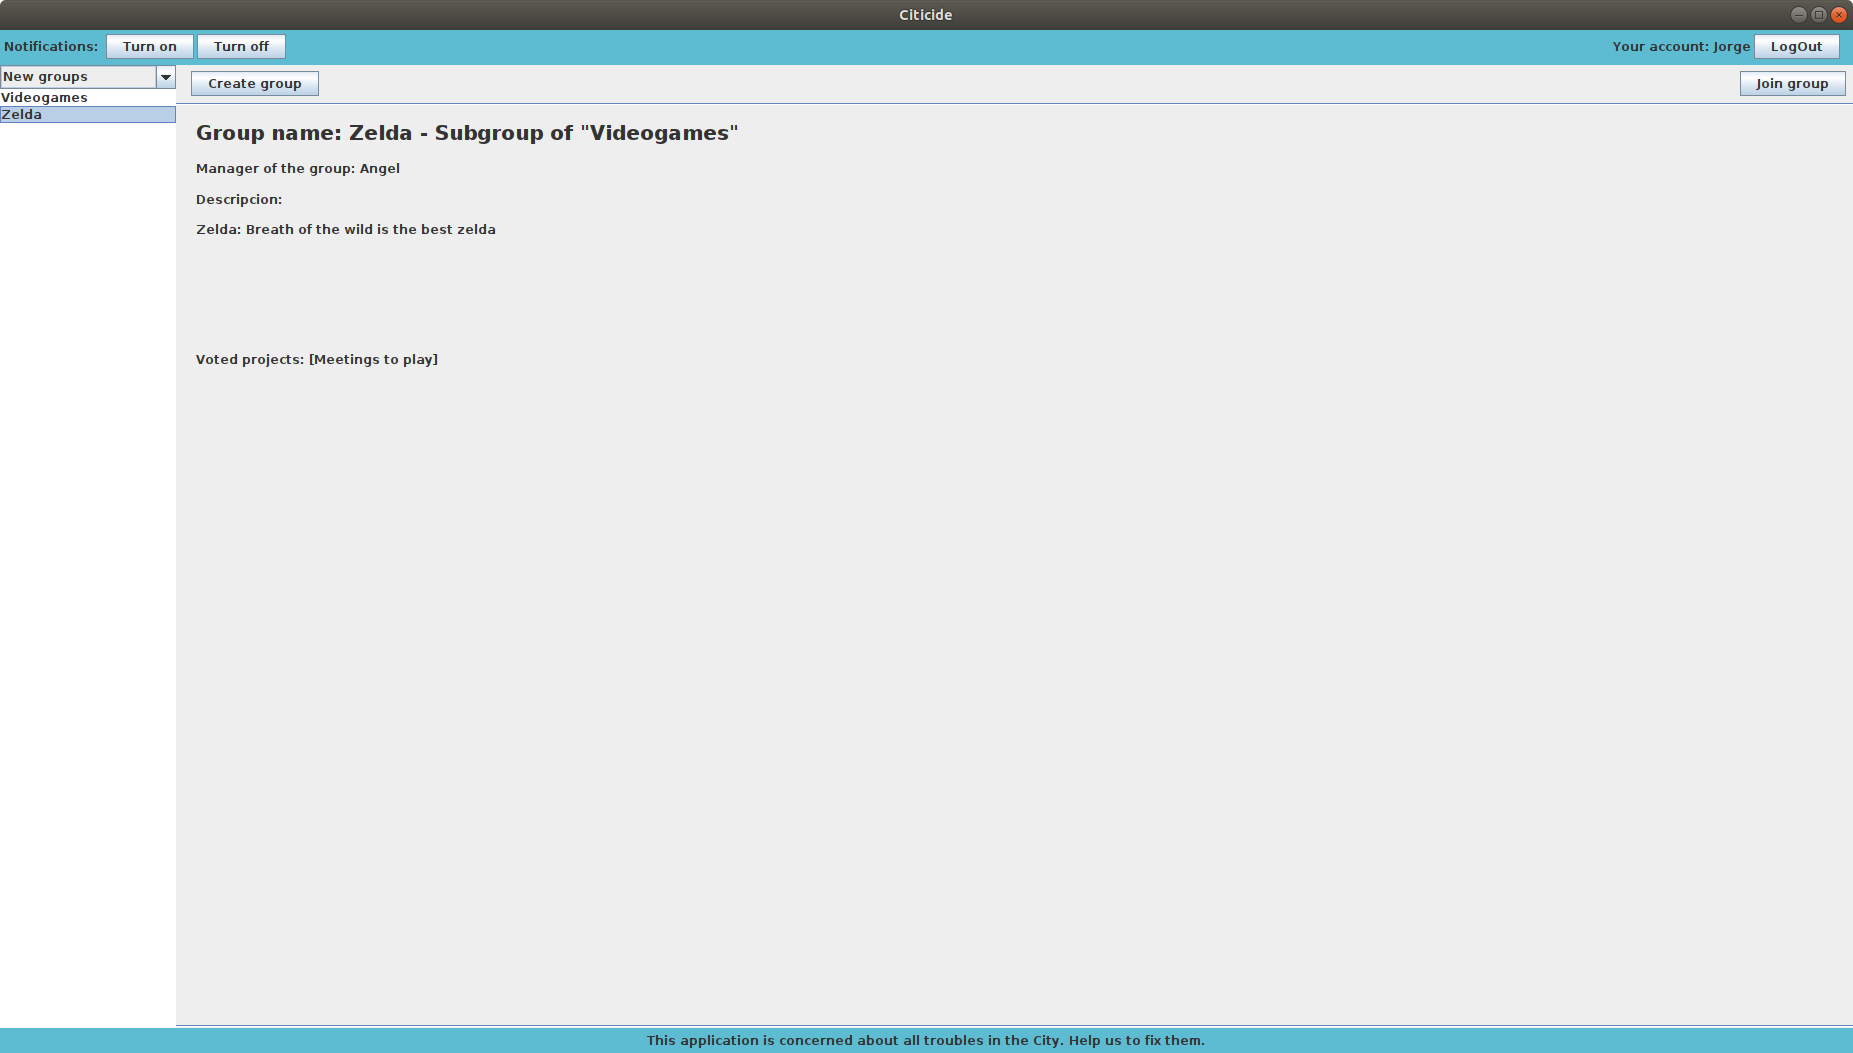 Citicide
Notifications: Turn on Turn off Your account: Jorge LogOut
New groups Create group Join group
Videogames
Zelda
Group name: Zelda - Subgroup of "Videogames"
Manager of the group: Angel
Descripcion:
Zelda: Breath of the wild is the best zelda
Voted projects: [Meetings to play]
This application is concerned about all troubles in the City. Help us to fix them.